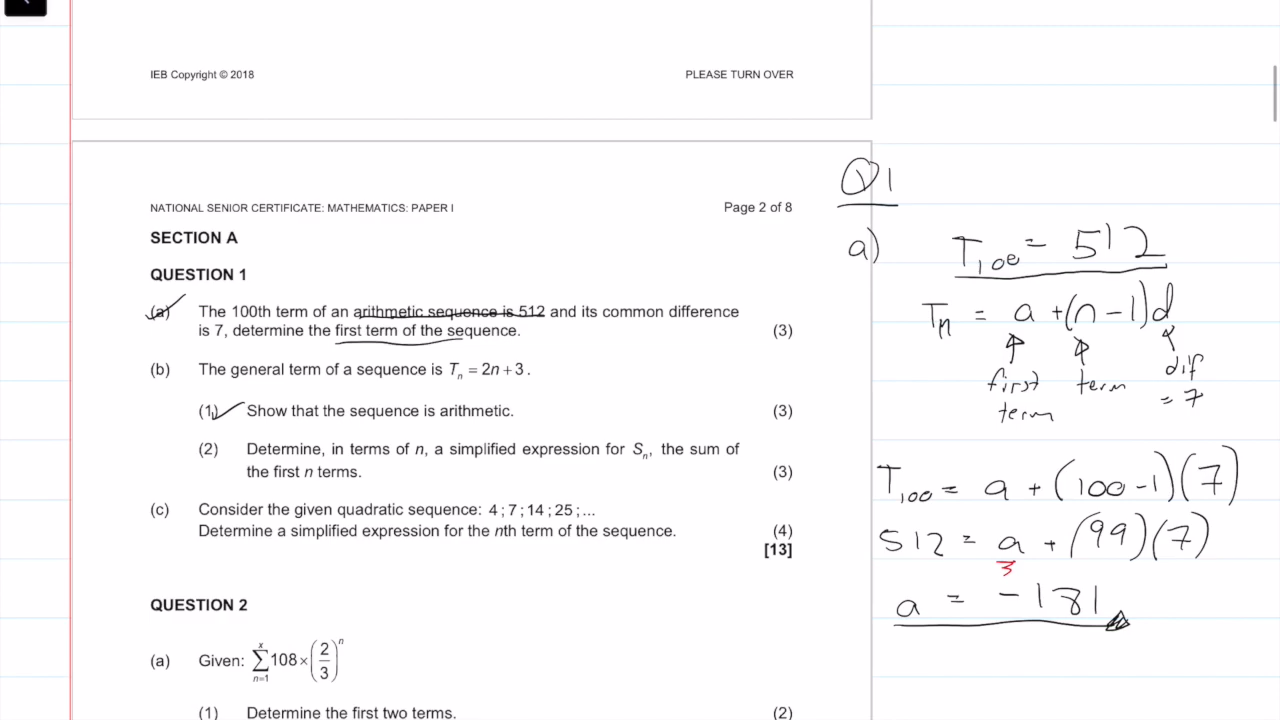 IEB Copyright © 2018 PLEASE TURN OVER
NATIONAL SENIOR CERTIFICATE: MATHEMATICS: PAPER I Page 2 of 8
SECTION A
QUESTION 1
(a) The 100th term of an arithmetic sequence is 512 and its common difference
is 7, determine the first term of the sequence. (3)
(b) The general term of a sequence is Tₙ = 2n + 3.
(1) Show that the sequence is arithmetic. (3)
(2) Determine, in terms of n, a simplified expression for Sₙ, the sum of
the first n terms. (3)
(c) Consider the given quadratic sequence: 4 ; 7 ; 14 ; 25 ; ...
Determine a simplified expression for the nth term of the sequence. (4)
[13]
QUESTION 2
(a) Given: ∑ₙ₌₁ˣ 108 × (2/3)ⁿ
(1) Determine the first two terms. (2)
Q1
a) T₁₀₀ = 512
Tₙ = a + (n - 1)d
first term dif
term = 7
T₁₀₀ = a + (100 - 1)(7)
512 = a + (99)(7)
3
a = -181